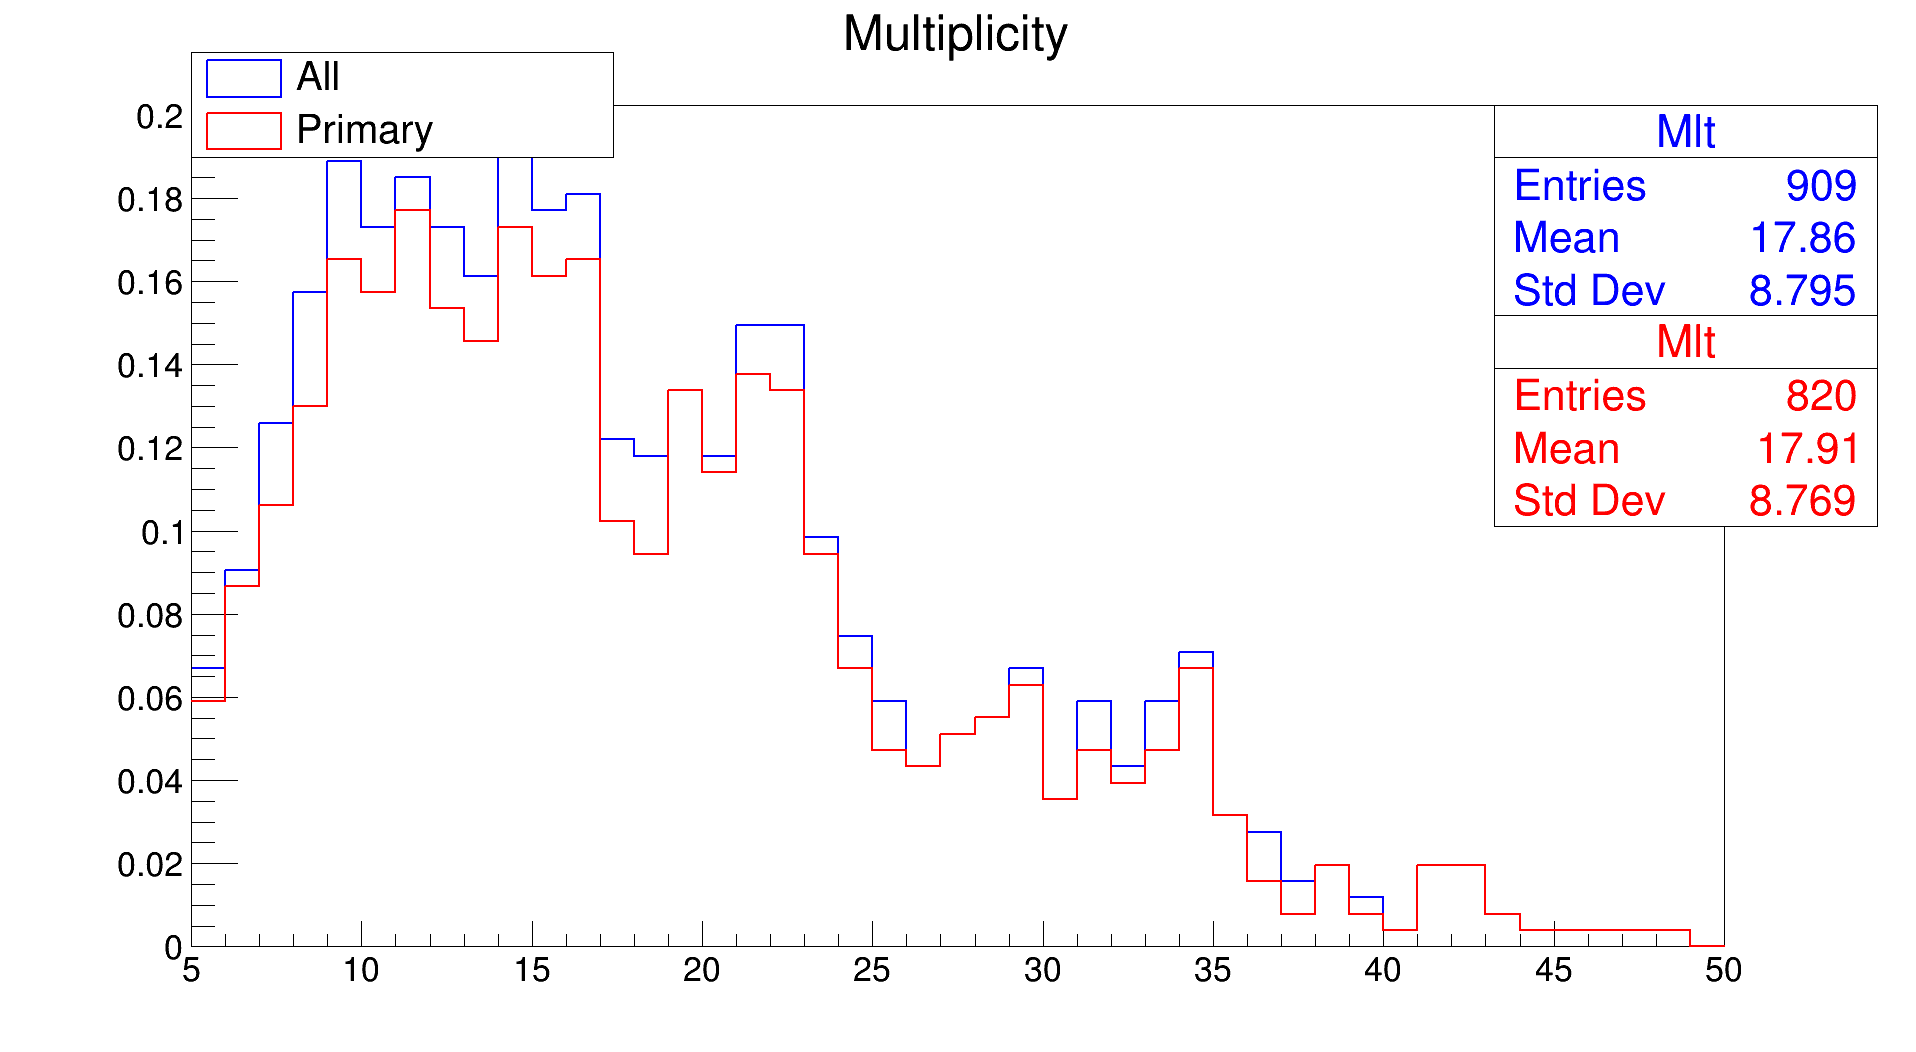 Multiplicity
All
Primary
Mlt
Entries 909
Mean 17.86
Std Dev 8.795
Mlt
Entries 820
Mean 17.91
Std Dev 8.769
0.2
0.18
0.16
0.14
0.12
0.1
0.08
0.06
0.04
0.02
0
5 10 15 20 25 30 35 40 45 50